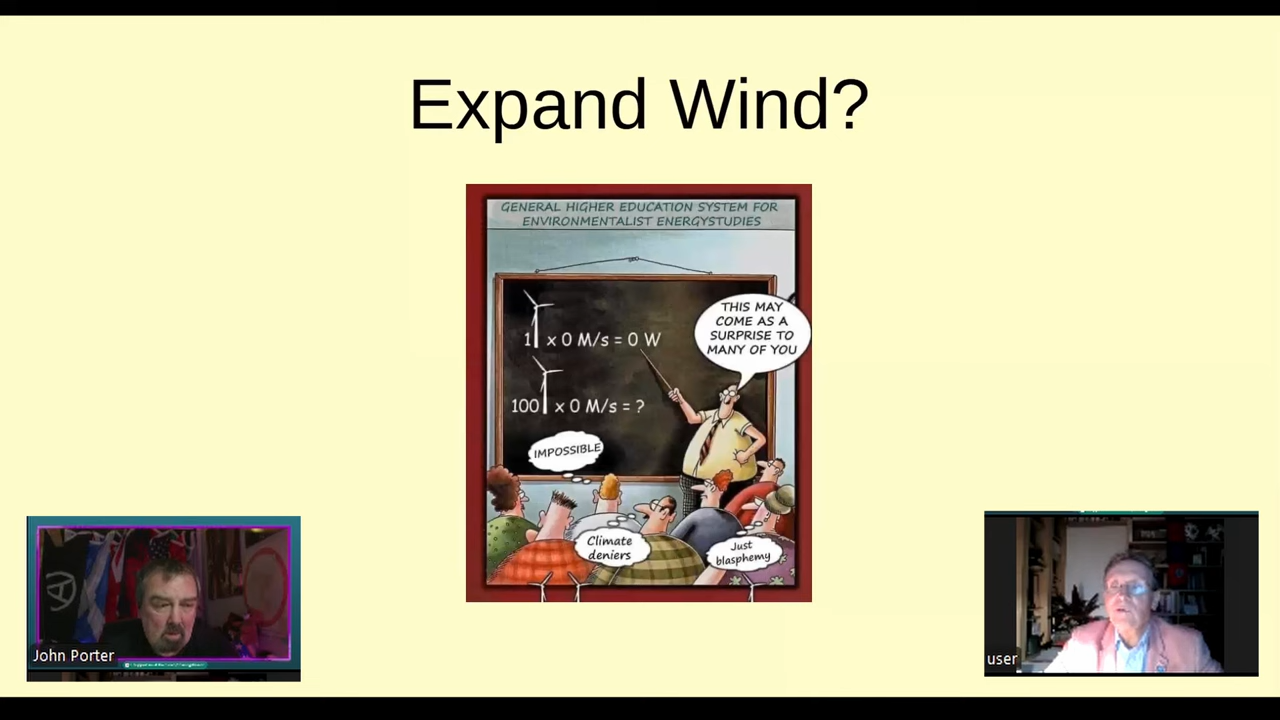 Expand Wind?
GENERAL HIGHER EDUCATION SYSTEM FOR
ENVIRONMENTALIST ENERGYSTUDIES
THIS MAY
COME AS A
SURPRISE TO
MANY OF YOU
1 x 0 M/s = 0 W
100 x 0 M/s = ?
IMPOSSIBLE
Climate
deniers
Just
blasphemy
John Porter
user